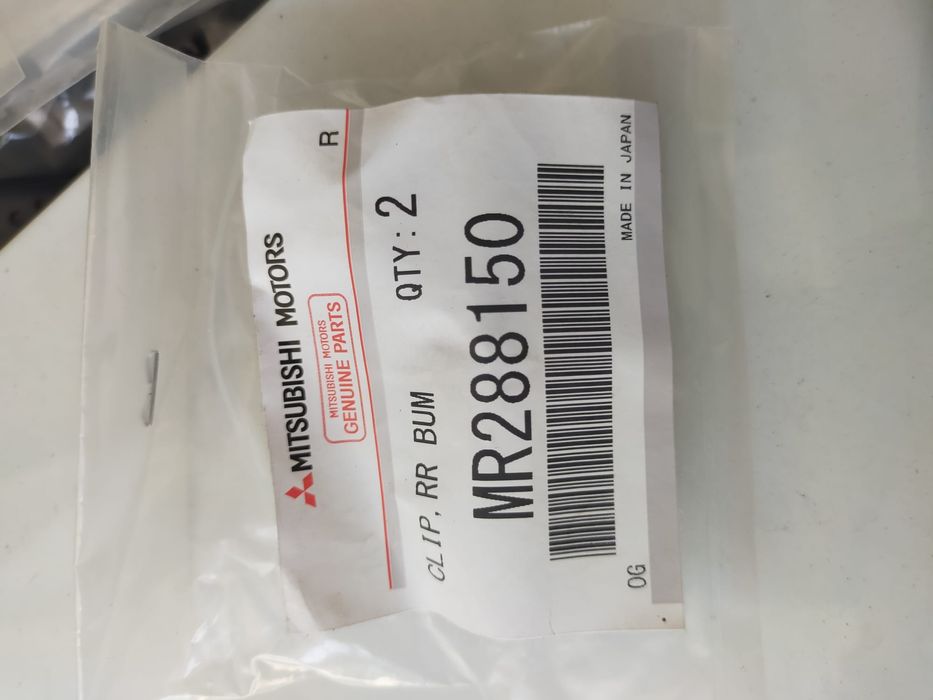 MITSUBISHI MOTORS
R
MITSUBISHI MOTORS
GENUINE PARTS
CLIP, RR BUM QTY: 2
MR288150
OG
MADE IN JAPAN